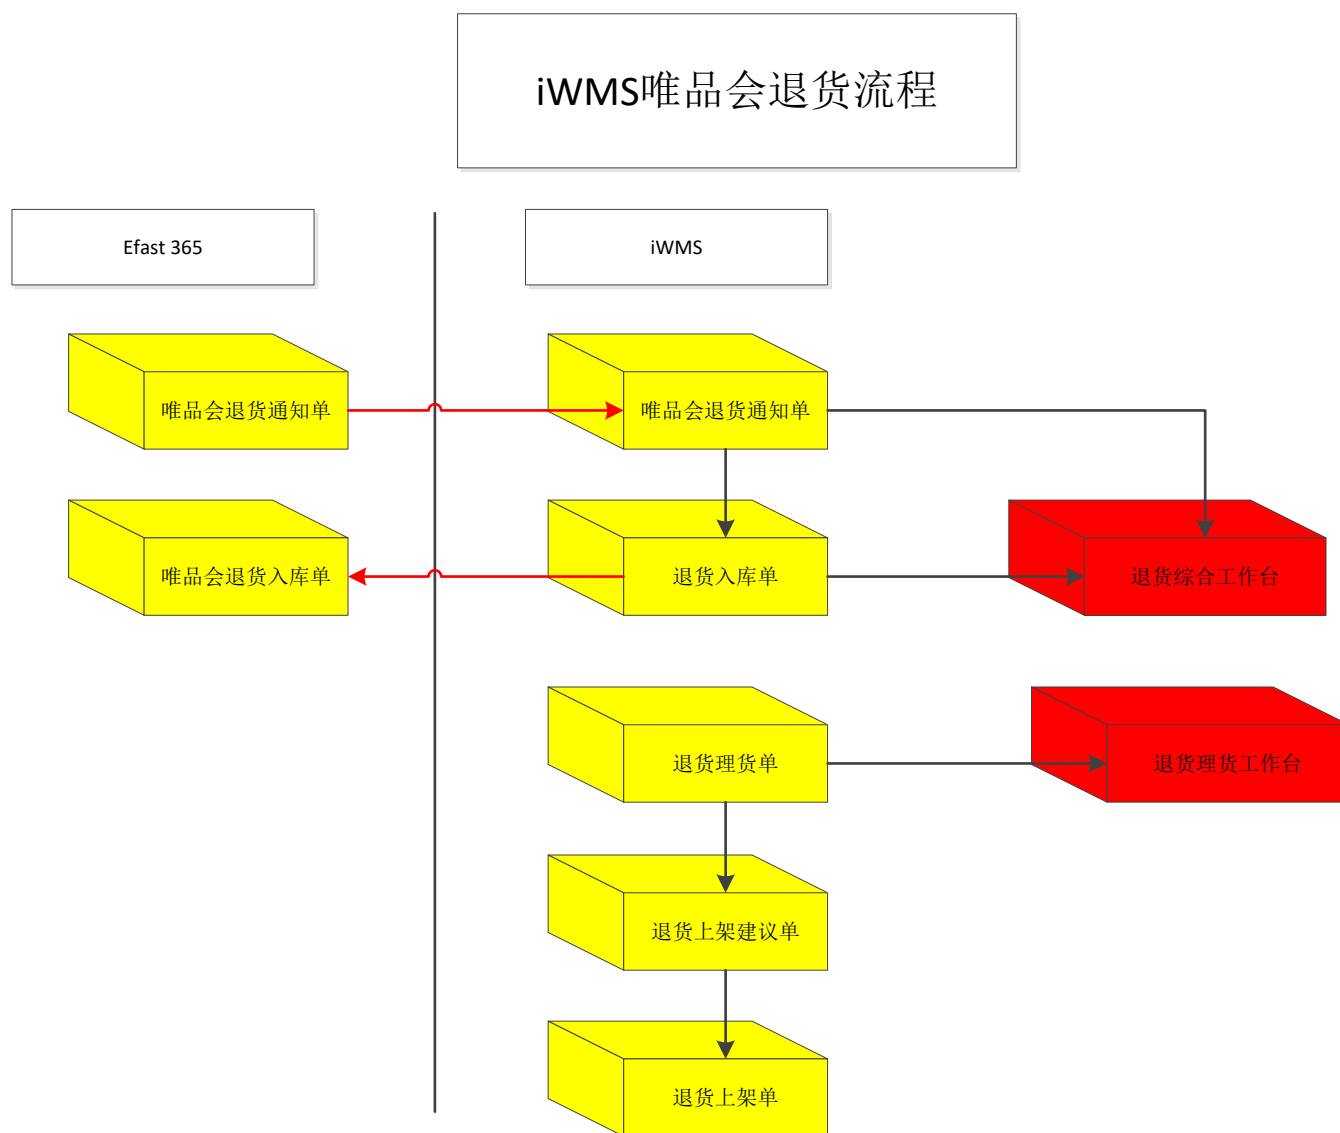 iWMS唯品会退货流程
Efast 365
iWMS
唯品会退货通知单
唯品会退货通知单
唯品会退货入库单
退货入库单
退货综合工作台
退货理货单
退货理货工作台
退货上架建议单
退货上架单